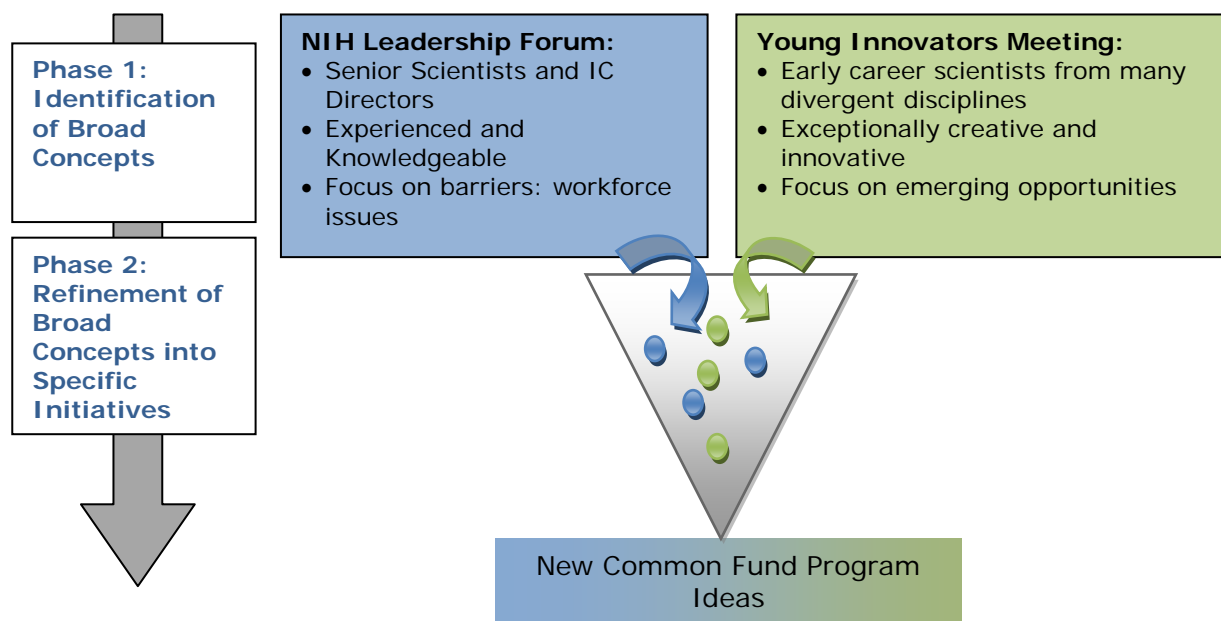 Phase 1:
Identification
of Broad
Concepts
Phase 2:
Refinement of
Broad
Concepts into
Specific
Initiatives
NIH Leadership Forum:
• Senior Scientists and IC
Directors
• Experienced and
Knowledgeable
• Focus on barriers: workforce
issues
Young Innovators Meeting:
• Early career scientists from many
divergent disciplines
• Exceptionally creative and
innovative
• Focus on emerging opportunities
New Common Fund Program
Ideas